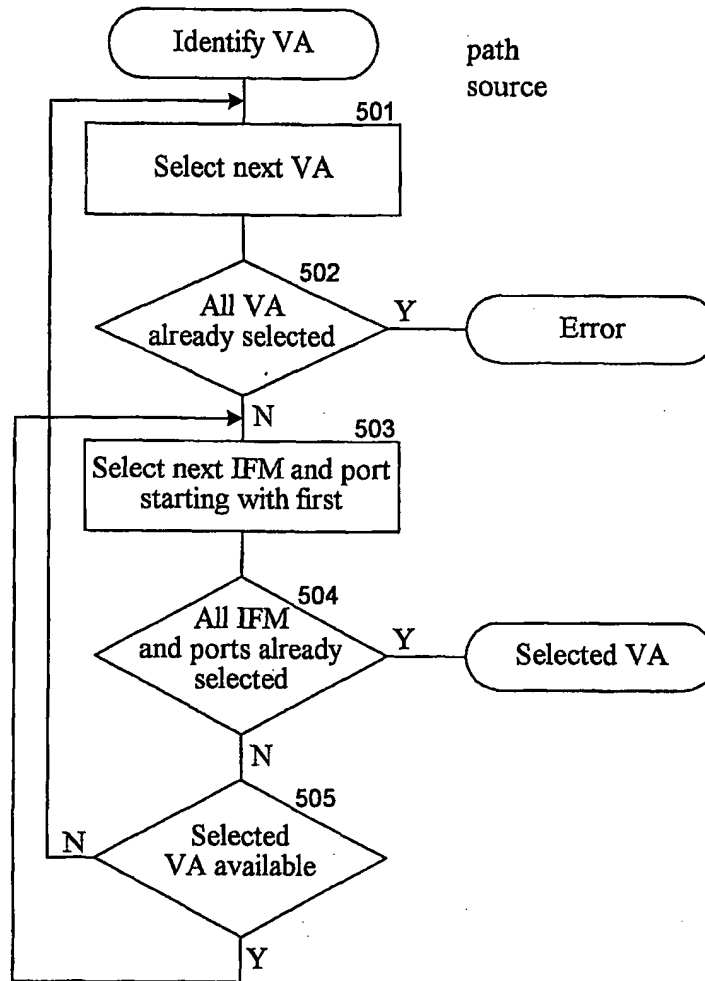 Identify VA
path
source
501
Select next VA
502
All VA
already selected
Y
Error
N
503
Select next IFM and port
starting with first
504
All IFM
and ports already
selected
Y
Selected VA
N
505
Selected
VA available
N
Y